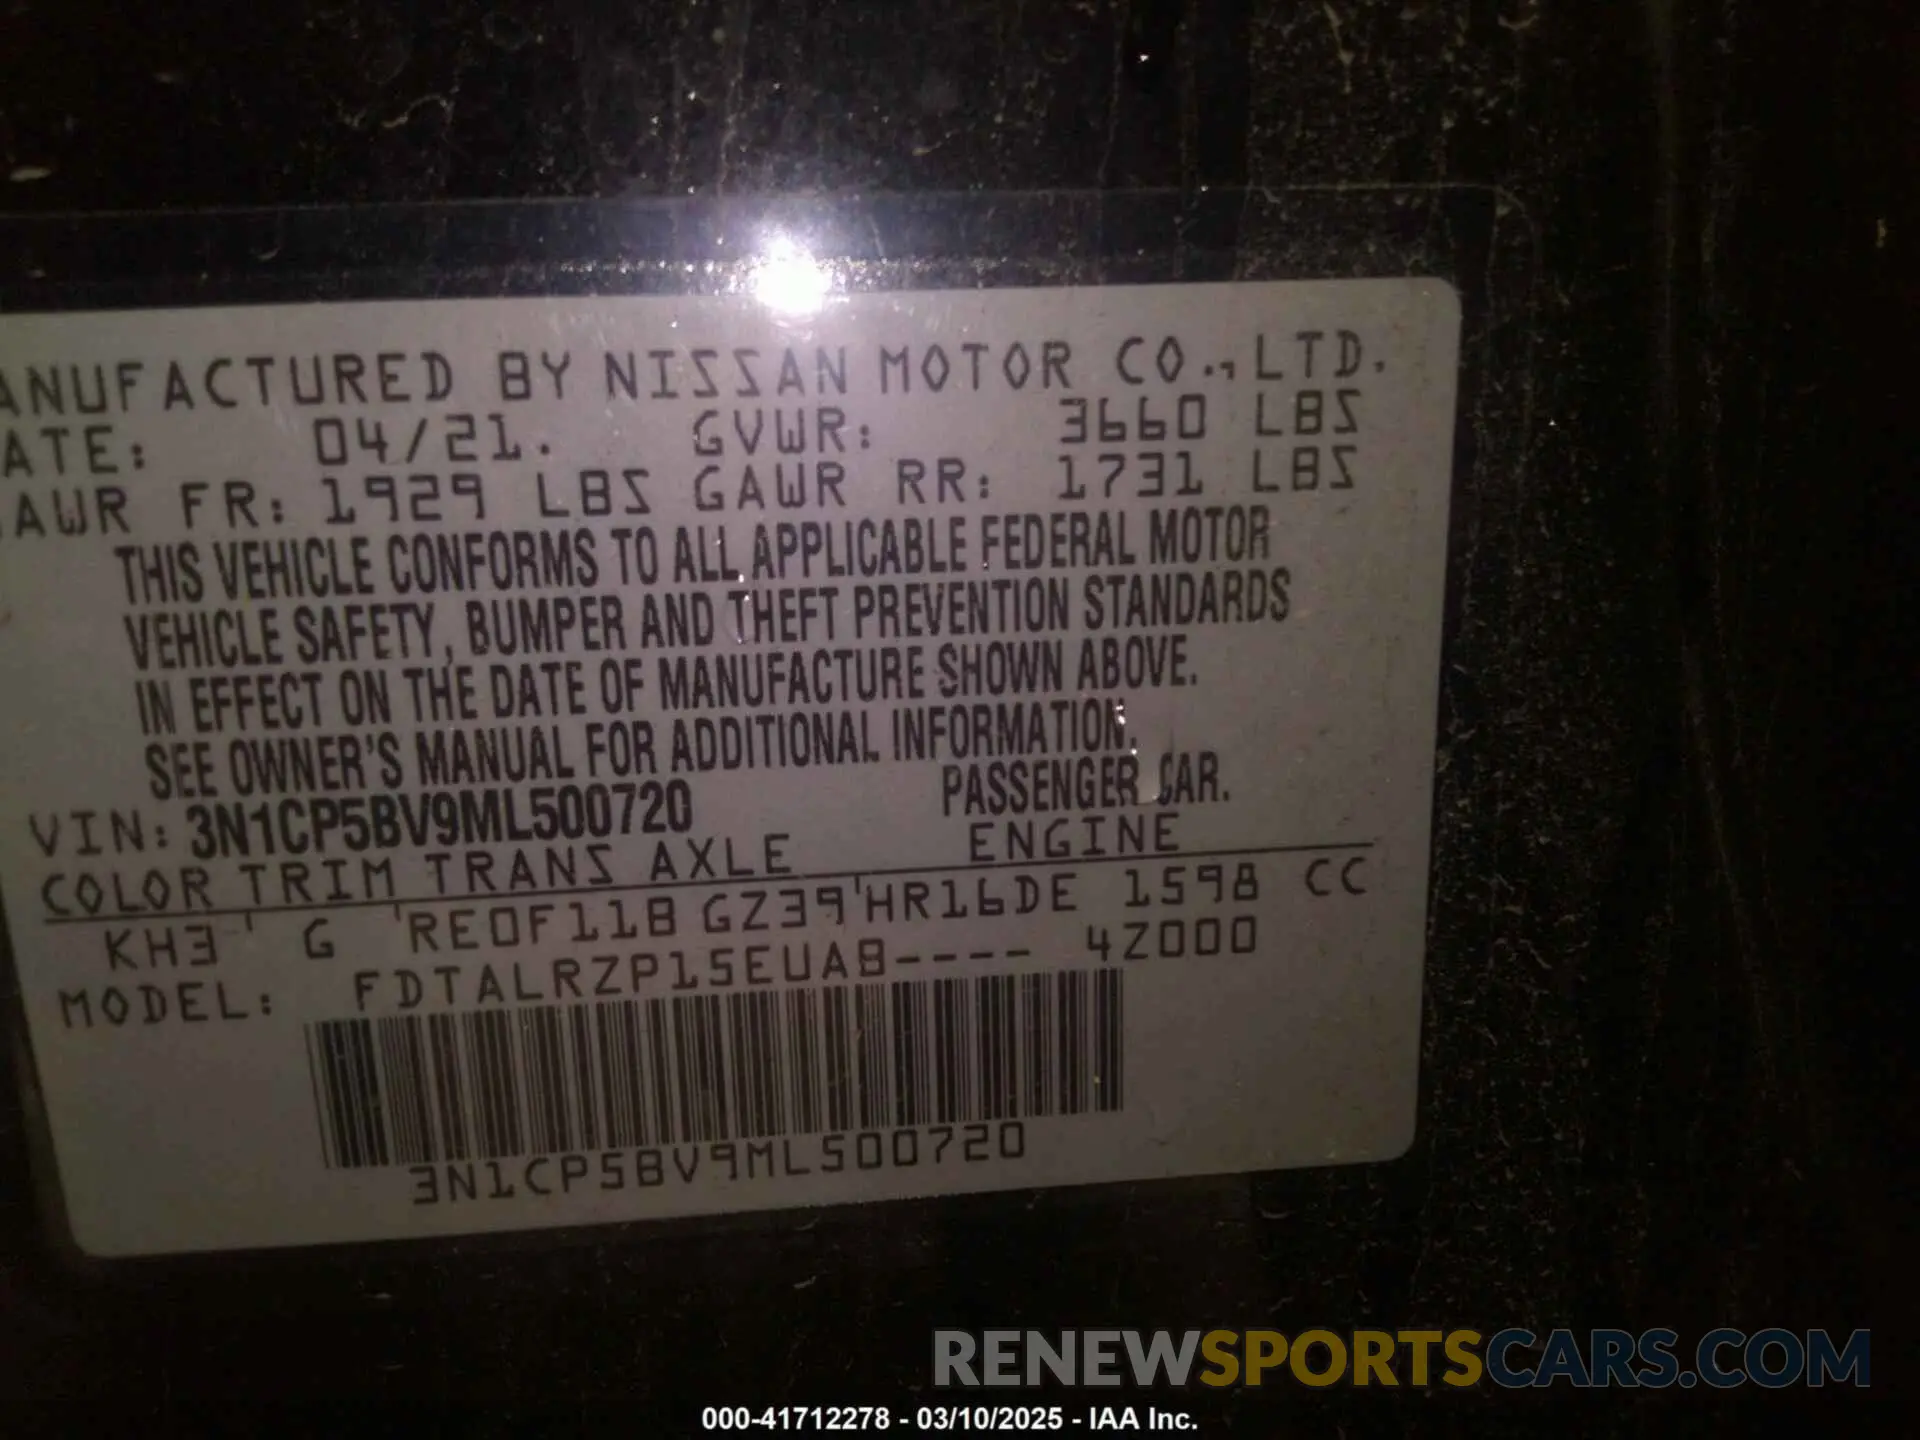 ANUFACTURED BY NISSAN MOTOR CO., LTD.
ATE: 04/21. GVWR: 3660 LBS
AWR FR: 1929 LBS GAWR RR: 1731 LBS
THIS VEHICLE CONFORMS TO ALL APPLICABLE FEDERAL MOTOR
VEHICLE SAFETY, BUMPER AND THEFT PREVENTION STANDARDS
IN EFFECT ON THE DATE OF MANUFACTURE SHOWN ABOVE.
SEE OWNER'S MANUAL FOR ADDITIONAL INFORMATION.
VIN: 3N1CP5BV9ML500720 PASSENGER CAR.
COLOR TRIM TRANS AXLE ENGINE
KH3 ' G 'RE0F11B GZ39'HR16DE 1598 CC
MODEL: FDTALRZP15EUAB---- 4Z000
3N1CP5BV9ML500720
RENEWSPORTSCARS.COM
000-41712278 - 03/10/2025 - IAA Inc.